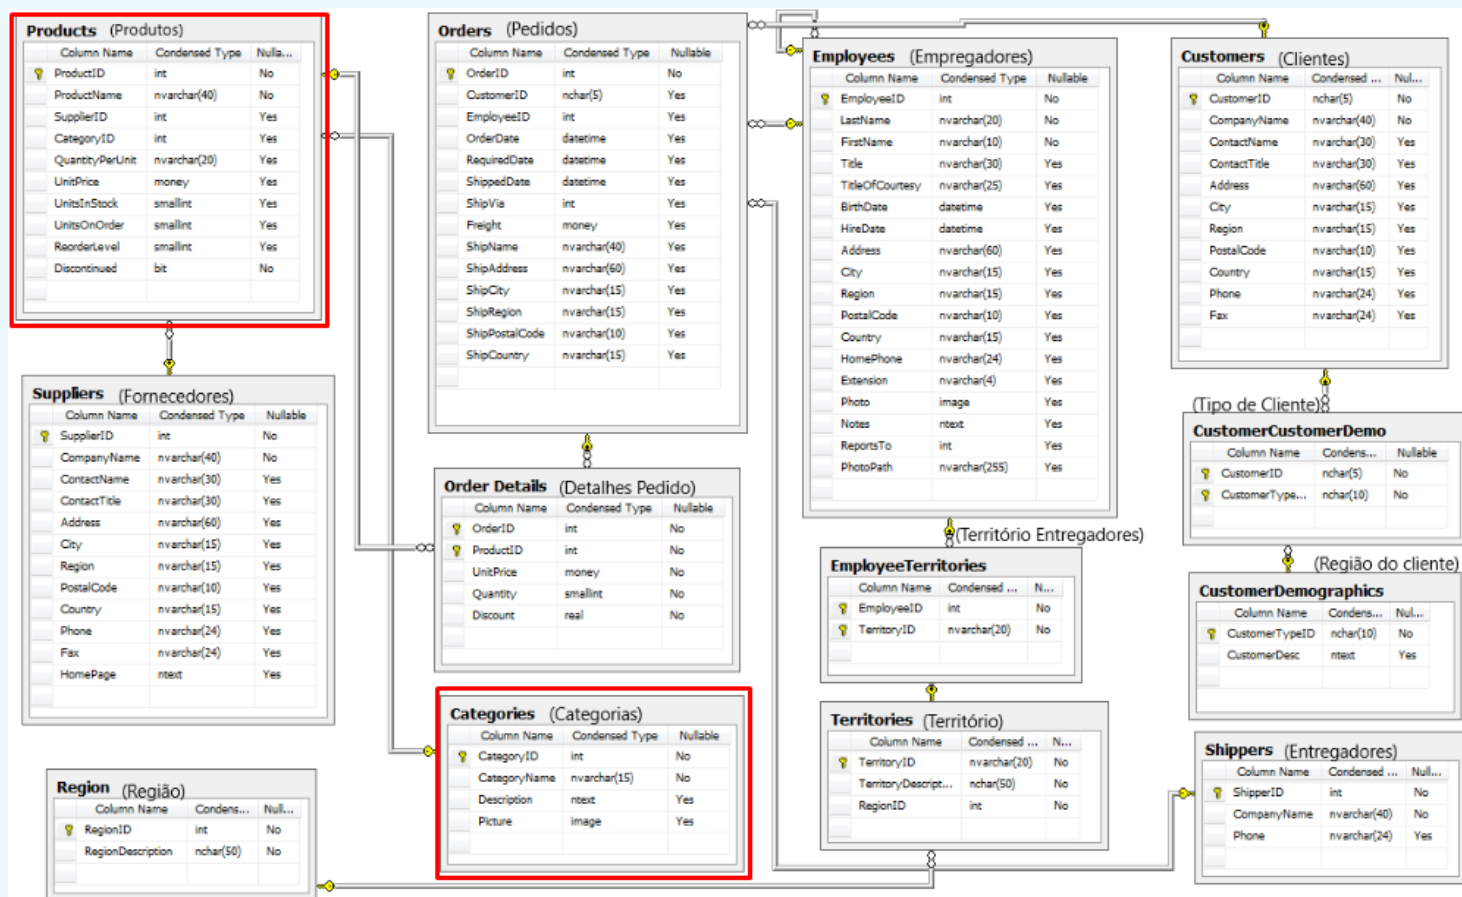 Products (Produtos)
Column Name Condensed Type Nulla...
ProductID int No
ProductName nvarchar(40) No
SupplierID int Yes
CategoryID int Yes
QuantityPerUnit nvarchar(20) Yes
UnitPrice money Yes
UnitsInStock smallint Yes
UnitsOnOrder smallint Yes
ReorderLevel smallint Yes
Discontinued bit No
Orders (Pedidos)
Column Name Condensed Type Nullable
OrderID int No
CustomerID nchar(5) Yes
EmployeeID int Yes
OrderDate datetime Yes
RequiredDate datetime Yes
ShippedDate datetime Yes
ShipVia int Yes
Freight money Yes
ShipName nvarchar(40) Yes
ShipAddress nvarchar(60) Yes
ShipCity nvarchar(15) Yes
ShipRegion nvarchar(15) Yes
ShipPostalCode nvarchar(10) Yes
ShipCountry nvarchar(15) Yes
Employees (Empregadores)
Column Name Condensed Type Nullable
EmployeeID int No
LastName nvarchar(20) No
FirstName nvarchar(10) No
Title nvarchar(30) Yes
TitleOfCourtesy nvarchar(25) Yes
BirthDate datetime Yes
HireDate datetime Yes
Address nvarchar(60) Yes
City nvarchar(15) Yes
Region nvarchar(15) Yes
PostalCode nvarchar(10) Yes
Country nvarchar(15) Yes
HomePhone nvarchar(24) Yes
Extension nvarchar(4) Yes
Photo image Yes
Notes ntext Yes
ReportsTo int Yes
PhotoPath nvarchar(255) Yes
Customers (Clientes)
Column Name Condensed ... Nul...
CustomerID nchar(5) No
CompanyName nvarchar(40) No
ContactName nvarchar(30) Yes
ContactTitle nvarchar(30) Yes
Address nvarchar(60) Yes
City nvarchar(15) Yes
Region nvarchar(15) Yes
PostalCode nvarchar(10) Yes
Country nvarchar(15) Yes
Phone nvarchar(24) Yes
Fax nvarchar(24) Yes
Suppliers (Fornecedores)
Column Name Condensed Type Nullable
SupplierID int No
CompanyName nvarchar(40) No
ContactName nvarchar(30) Yes
ContactTitle nvarchar(30) Yes
Address nvarchar(60) Yes
City nvarchar(15) Yes
Region nvarchar(15) Yes
PostalCode nvarchar(10) Yes
Country nvarchar(15) Yes
Phone nvarchar(24) Yes
Fax nvarchar(24) Yes
HomePage ntext Yes
Order Details (Detalhes Pedido)
Column Name Condensed Type Nullable
OrderID int No
ProductID int No
UnitPrice money No
Quantity smallint No
Discount real No
(Tipo de Cliente)
CustomerCustomerDemo
Column Name Condens... Nullable
CustomerID nchar(5) No
CustomerType... nchar(10) No
(Território Entregadores)
EmployeeTerritories
Column Name Condensed ... N...
EmployeeID int No
TerritoryID nvarchar(20) No
(Região do cliente)
CustomerDemographics
Column Name Condens... Nul...
CustomerTypeID nchar(10) No
CustomerDesc ntext Yes
Categories (Categorias)
Column Name Condensed Type Nullable
CategoryID int No
CategoryName nvarchar(15) No
Description ntext Yes
Picture image Yes
Territories (Território)
Column Name Condensed ... N...
TerritoryID nvarchar(20) No
TerritoryDescript... nchar(50) No
RegionID int No
Shippers (Entregadores)
Column Name Condensed ... Null...
ShipperID int No
CompanyName nvarchar(40) No
Phone nvarchar(24) Yes
Region (Região)
Column Name Condens... Null...
RegionID int No
RegionDescription nchar(50) No